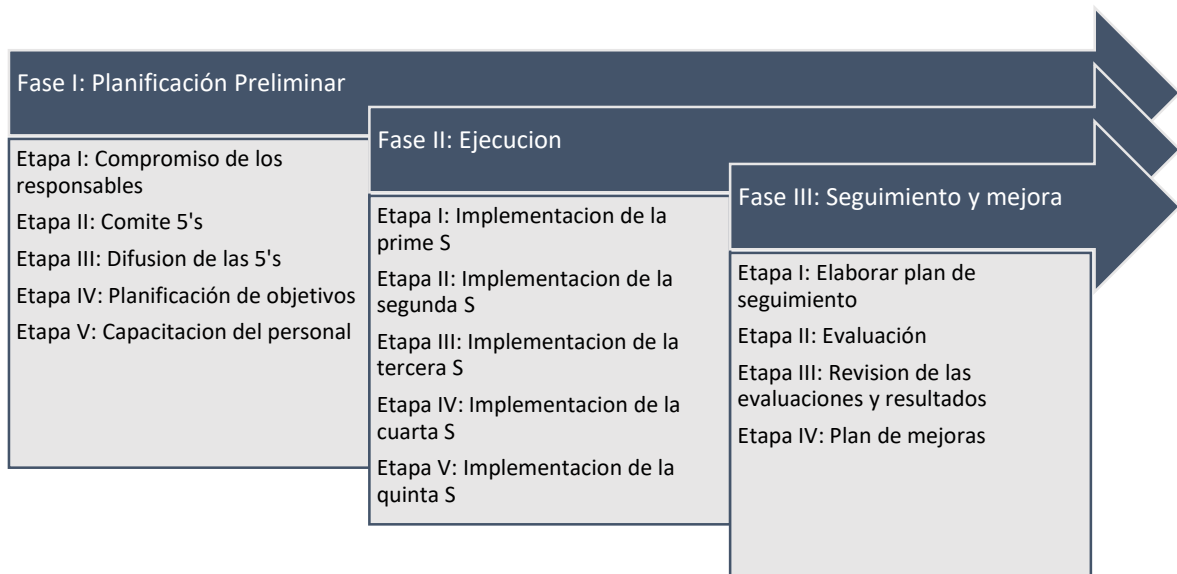 Fase I: Planificación Preliminar
Etapa I: Compromiso de los
responsables
Etapa II: Comite 5's
Etapa III: Difusion de las 5's
Etapa IV: Planificación de objetivos
Etapa V: Capacitacion del personal
Fase II: Ejecucion
Etapa I: Implementacion de la
prime S
Etapa II: Implementacion de la
segunda S
Etapa III: Implementacion de la
tercera S
Etapa IV: Implementacion de la
cuarta S
Etapa V: Implementacion de la
quinta S
Fase III: Seguimiento y mejora
Etapa I: Elaborar plan de
seguimiento
Etapa II: Evaluación
Etapa III: Revision de las
evaluaciones y resultados
Etapa IV: Plan de mejoras